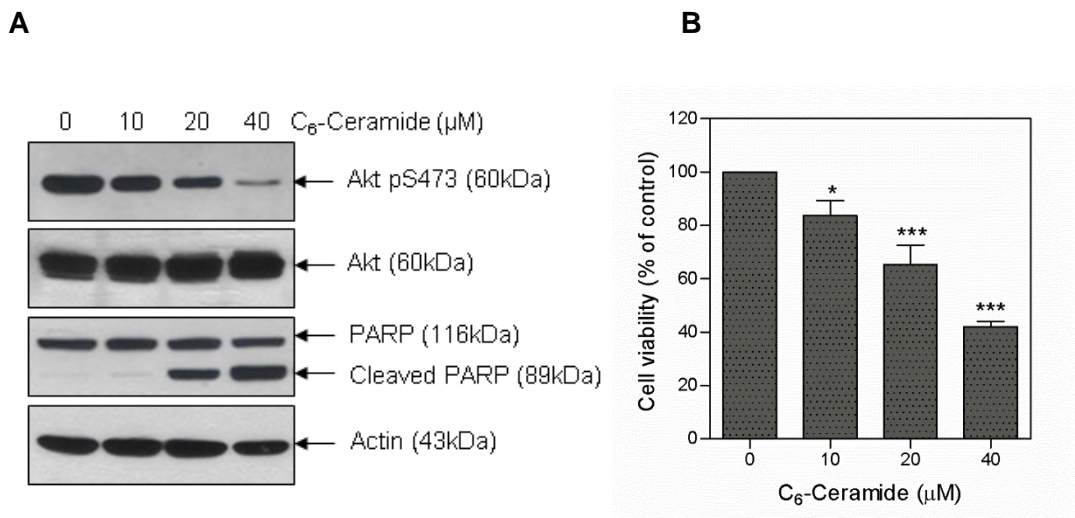 A
B
0 10 20 40 C₆-Ceramide (µM)
Akt pS473 (60kDa)
Akt (60kDa)
PARP (116kDa)
Cleaved PARP (89kDa)
Actin (43kDa)
Cell viability (% of control)
120
100
80
60
40
20
0
*
***
***
0 10 20 40
C₆-Ceramide (µM)